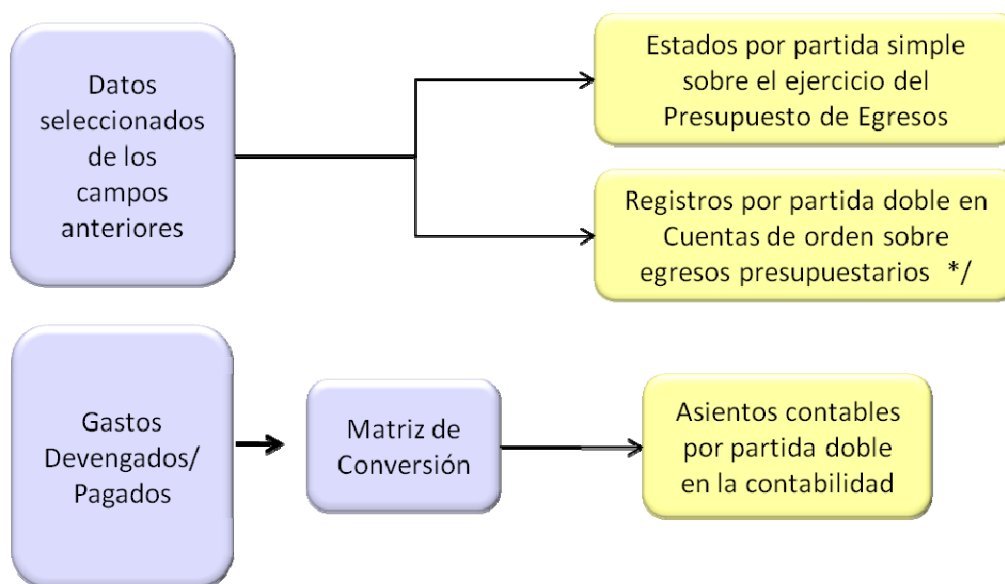 Datos
seleccionados
de los
campos
anteriores
Estados por partida simple
sobre el ejercicio del
Presupuesto de Egresos
Registros por partida doble en
Cuentas de orden sobre
egresos presupuestarios */
Gastos
Devengados/
Pagados
Matriz de
Conversión
Asientos contables
por partida doble
en la contabilidad